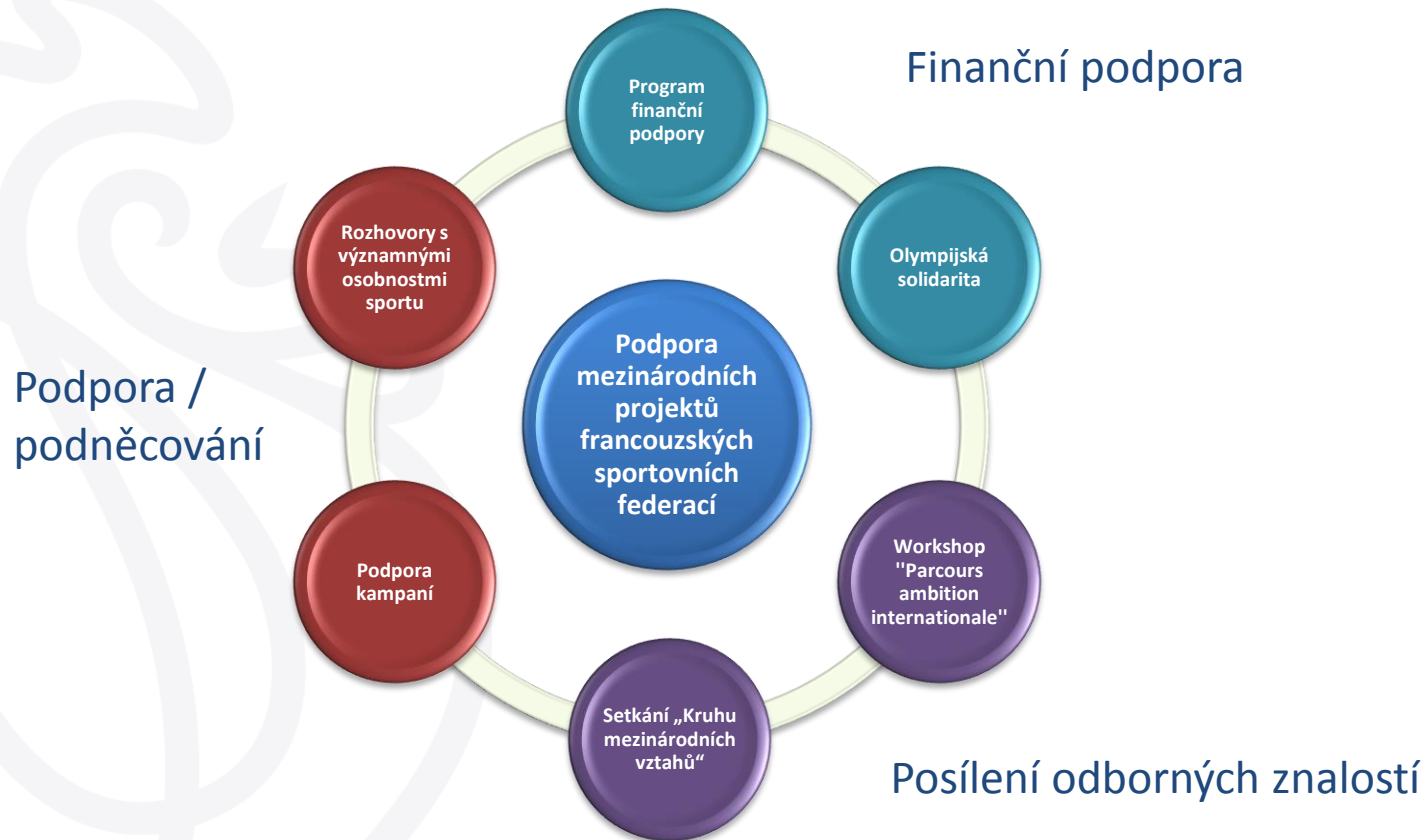 Finanční podpora
Program
finanční
podpory
Olympijská
solidarita
Rozhovory s
významnými
osobnostmi
sportu
Podpora
mezinárodních
projektů
francouzských
sportovních
federací
Podpora /
podněcování
Workshop
"Parcours
ambition
internationale"
Podpora
kampaní
Setkání „Kruhu
mezinárodních
vztahů“
Posílení odborných znalostí